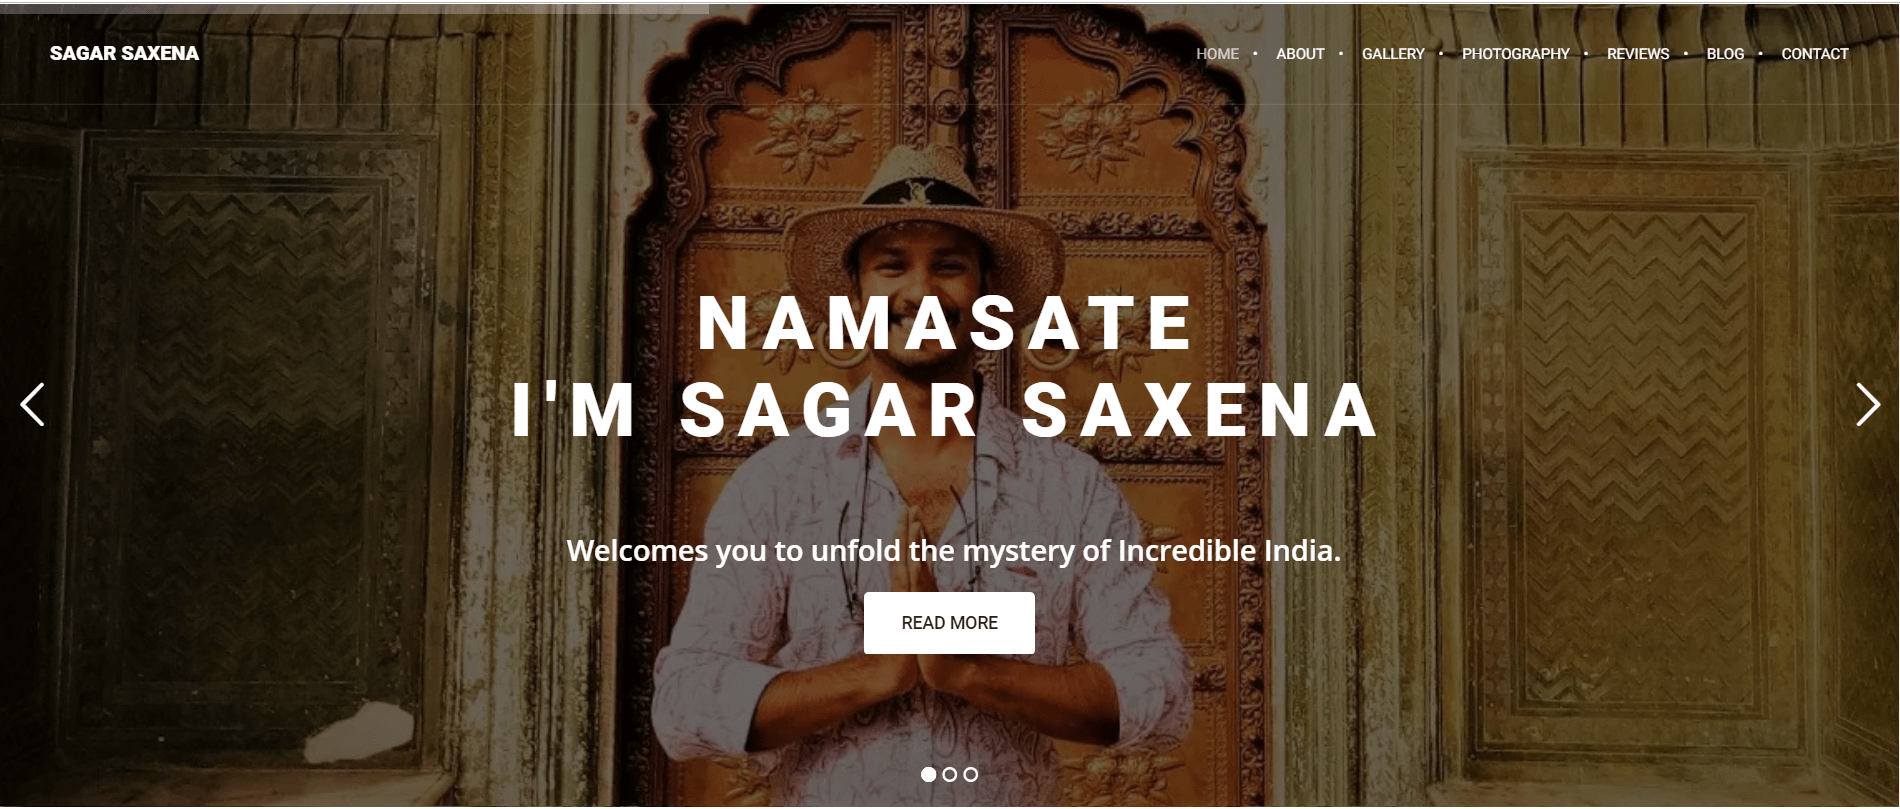 SAGAR SAXENA
HOME • ABOUT • GALLERY • PHOTOGRAPHY • REVIEWS • BLOG • CONTACT
NAMASATE
I'M SAGAR SAXENA
Welcomes you to unfold the mystery of Incredible India.
READ MORE